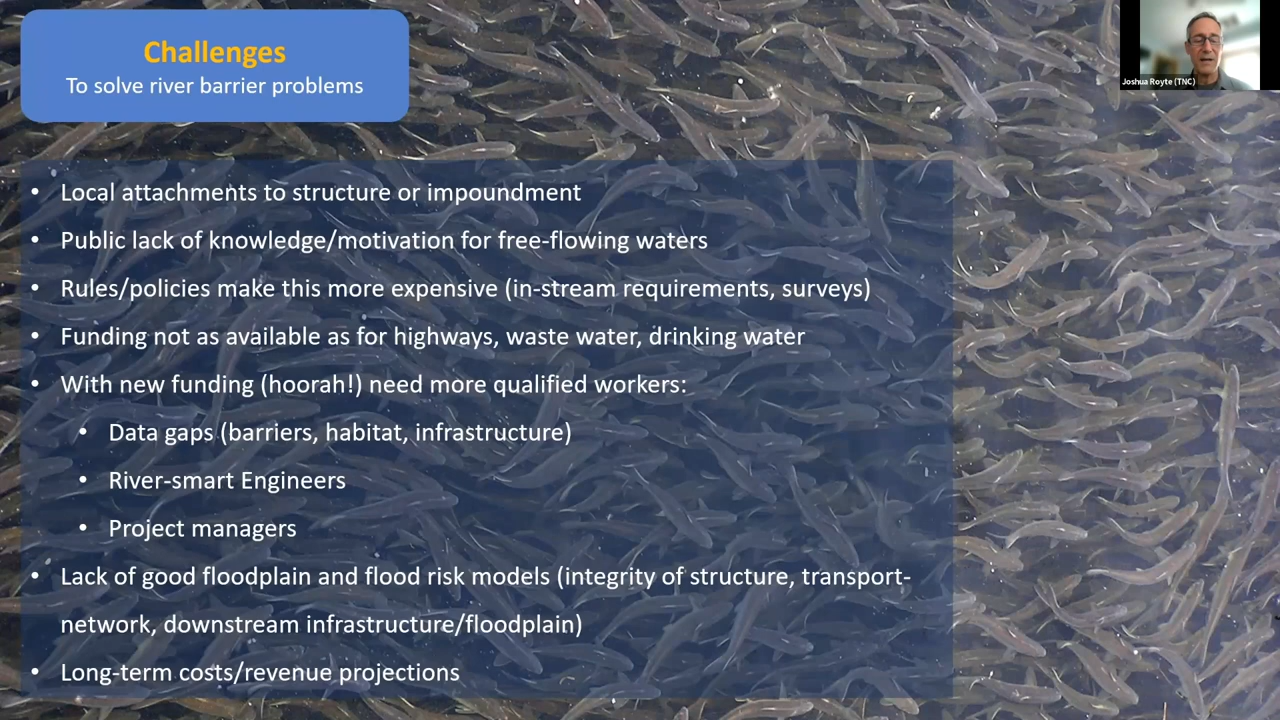 Challenges
To solve river barrier problems
Joshua Royte (TNC)
• Local attachments to structure or impoundment
• Public lack of knowledge/motivation for free-flowing waters
• Rules/policies make this more expensive (in-stream requirements, surveys)
• Funding not as available as for highways, waste water, drinking water
• With new funding (hoorah!) need more qualified workers:
• Data gaps (barriers, habitat, infrastructure)
• River-smart Engineers
• Project managers
• Lack of good floodplain and flood risk models (integrity of structure, transport-
network, downstream infrastructure/floodplain)
• Long-term costs/revenue projections